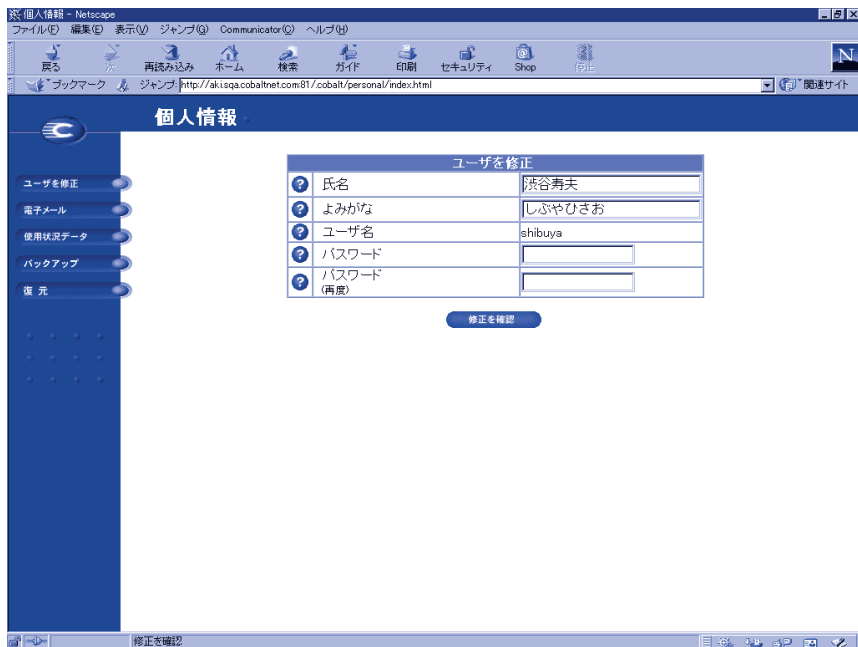 個人情報 - Netscape
ファイル(F) 編集(E) 表示(V) ジャンプ(G) Communicator(C) ヘルプ(H)
戻る 次 再読み込み ホーム 検索 ガイド 印刷 セキュリティ Shop 停止
N
ブックマーク ジャンプ: http://aki.sqa.cobaltnet.com:81/.cobalt/personal/index.html 関連サイト
個人情報
ユーザを修正
電子メール
使用状況データ
バックアップ
復 元
ユーザを修正
? 氏名 渋谷寿夫
? よみがな しぶやひさお
? ユーザ名 shibuya
? パスワード
? パスワード
(再度)
修正を確認
修正を確認